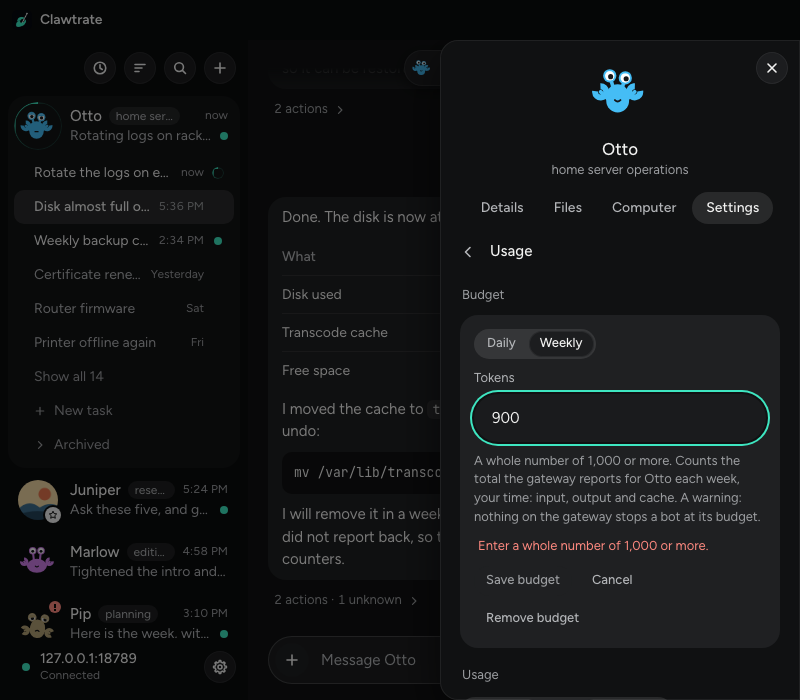 Clawtrate
Otto
home ser...
now
Rotating logs on rack...
Rotate the logs on e...
now
Disk almost full o...
5:36 PM
Weekly backup c...
2:34 PM
Certificate rene...
Yesterday
Router firmware
Sat
Printer offline again
Fri
Show all 14
+ New task
Archived
Juniper
rese...
5:24 PM
Ask these five, and g...
Marlow
editi...
4:58 PM
Tightened the intro and...
Pip
planning
3:10 PM
Here is the week. wit...
127.0.0.1:18789
Connected
2 actions
Done. The disk is now at
What
Disk used
Transcode cache
Free space
I moved the cache to
undo:
mv /var/lib/transco
I will remove it in a week
did not report back, so t
counters.
2 actions · 1 unknown
Message Otto
Otto
home server operations
Details
Files
Computer
Settings
Usage
Budget
Daily
Weekly
Tokens
900
A whole number of 1,000 or more. Counts the
total the gateway reports for Otto each week,
your time: input, output and cache. A warning:
nothing on the gateway stops a bot at its budget.
Enter a whole number of 1,000 or more.
Save budget
Cancel
Remove budget
Usage